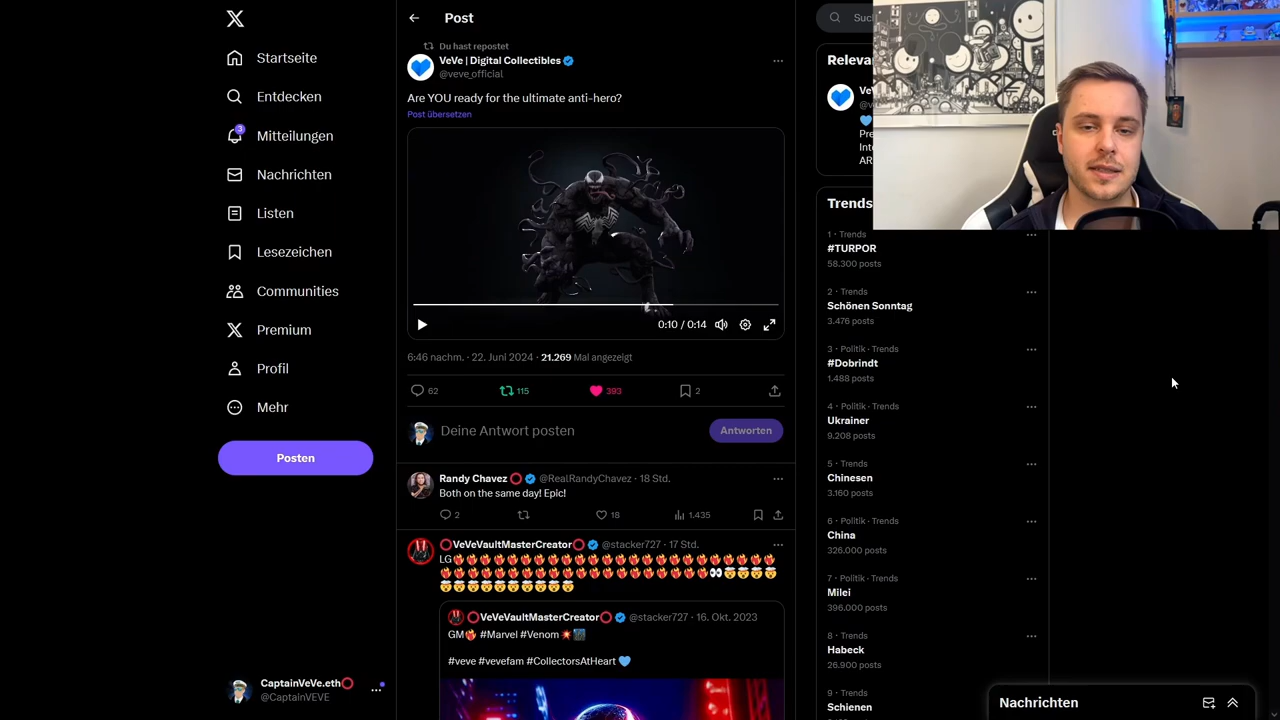 Startseite
Entdecken
3
Mitteilungen
Nachrichten
Listen
Lesezeichen
Communities
Premium
Profil
Mehr
Posten
CaptainVeVe.eth⭕
@CaptainVEVE
Post
Du hast repostet
VeVe | Digital Collectibles
@veve_official
Are YOU ready for the ultimate anti-hero?
Post übersetzen
0:10 / 0:14
6:46 nachm. · 22. Juni 2024 · 21.269 Mal angezeigt
62 115 393 2
Deine Antwort posten
Antworten
Randy Chavez ⭕ @RealRandyChavez · 18 Std.
Both on the same day! Epic!
2 18 1.435
⭕VeVeVaultMasterCreator⭕ @stacker727 · 17 Std.
LG
⭕VeVeVaultMasterCreator⭕ @stacker727 · 16. Okt. 2023
GM🔥 #Marvel #Venom💥
#veve #vevefam #CollectorsAtHeart 🩵
Trends
1 · Trends
#TURPOR
58.300 posts
2 · Trends
Schönen Sonntag
3.476 posts
3 · Politik · Trends
#Dobrindt
1.488 posts
4 · Politik · Trends
Ukrainer
9.208 posts
5 · Trends
Chinesen
3.160 posts
6 · Politik · Trends
China
326.000 posts
7 · Politik · Trends
Milei
396.000 posts
8 · Trends
Habeck
26.900 posts
9 · Trends
Schienen
Nachrichten